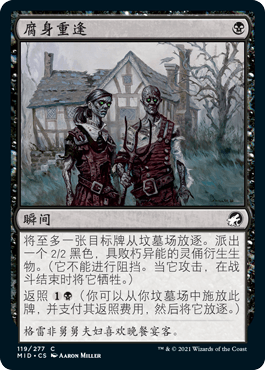 腐身重逢
瞬间
将至多一张目标牌从坟墓场放逐。派出
一个2/2黑色，具败朽异能的灵俑衍生生
物。（它不能进行阻挡。当它攻击，在战
斗结束时将它牺牲。）
返照 1（你可以从你坟墓场中施放此
牌，并支付其返照费用，然后将它放逐。）
格雷非舅舅夫妇喜欢晚宴宾客。
119/277 C
MID • CS AARON MILLER
™ & © 2021 Wizards of the Coast